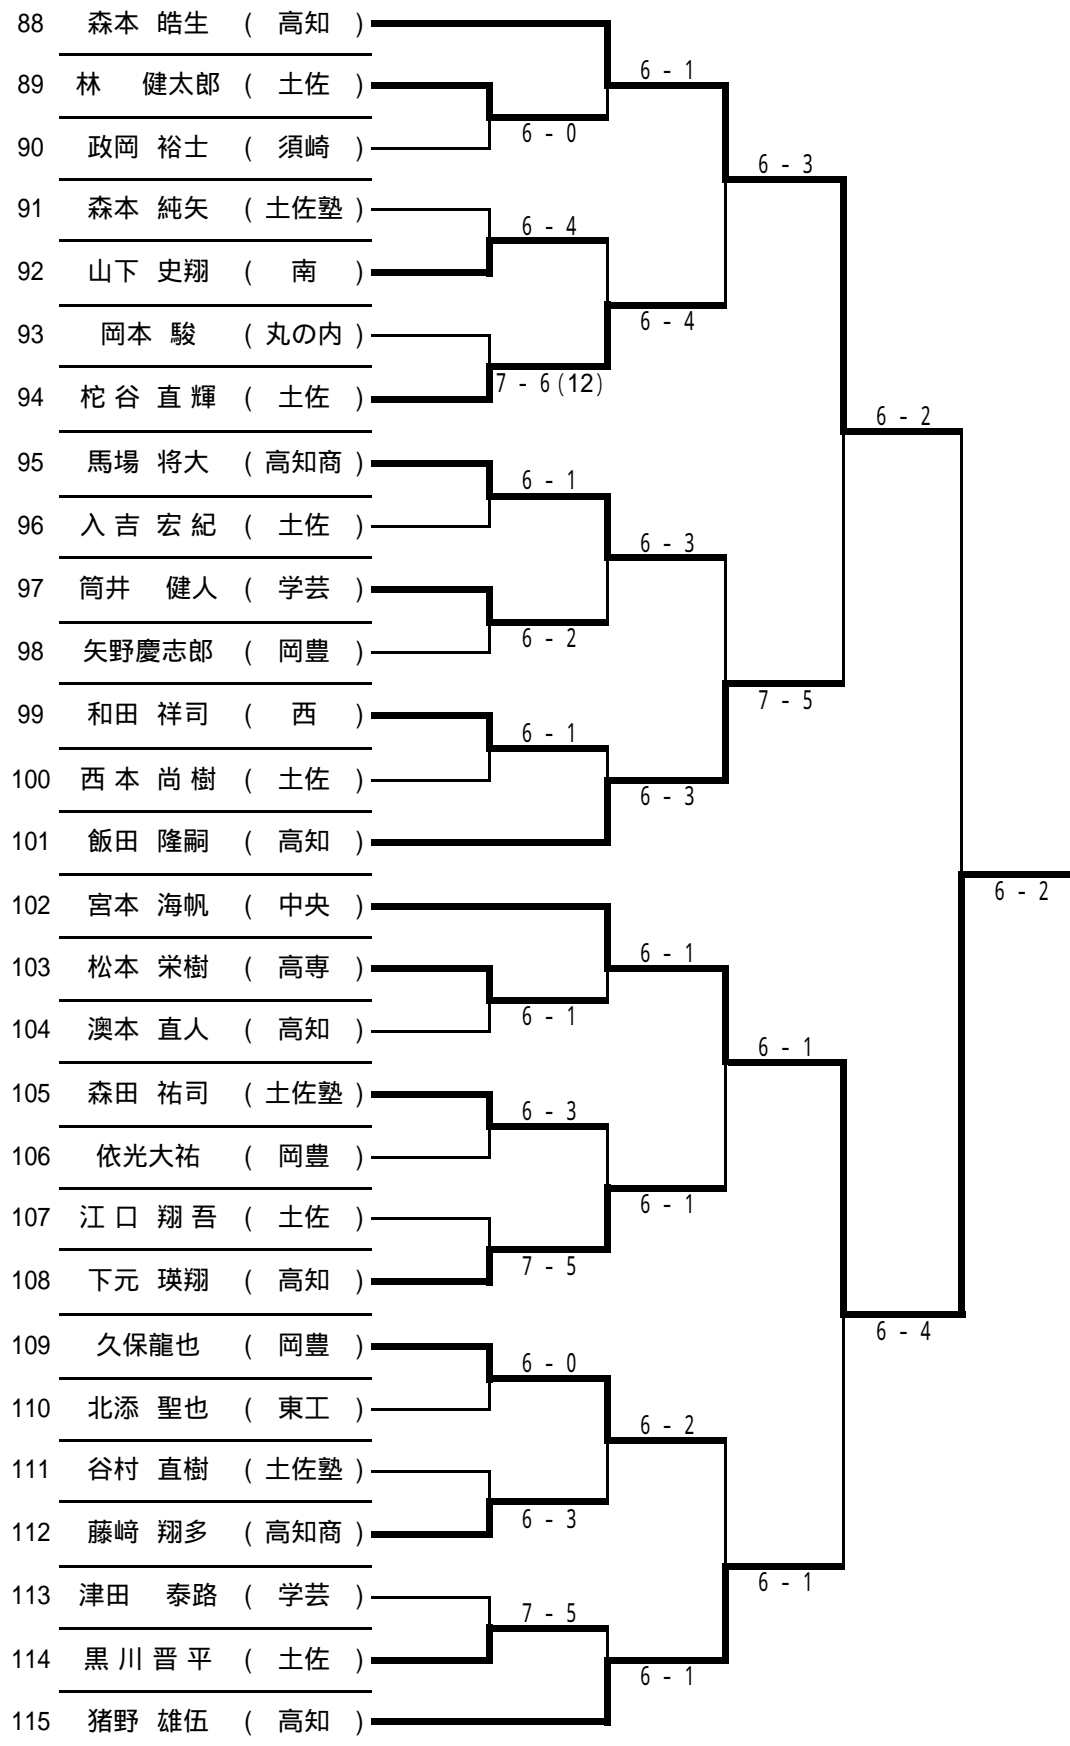 88 森本 皓生 ( 高知 )
6 - 1
89 林 健太郎 ( 土佐 )
6 - 0
90 政岡 裕士 ( 須崎 )
6 - 3
91 森本 純矢 ( 土佐塾 )
6 - 4
92 山下 史翔 ( 南 )
6 - 4
93 岡本 駿 ( 丸の内 )
7 - 6 (12)
94 柁谷 直輝 ( 土佐 )
6 - 2
95 馬場 将大 ( 高知商 )
6 - 1
96 入吉 宏紀 ( 土佐 )
6 - 3
97 筒井 健人 ( 学芸 )
6 - 2
98 矢野慶志郎 ( 岡豊 )
7 - 5
99 和田 祥司 ( 西 )
6 - 1
100 西本 尚樹 ( 土佐 )
6 - 3
101 飯田 隆嗣 ( 高知 )
6 - 2
102 宮本 海帆 ( 中央 )
6 - 1
103 松本 栄樹 ( 高専 )
6 - 1
104 澳本 直人 ( 高知 )
6 - 1
105 森田 祐司 ( 土佐塾 )
6 - 3
106 依光大祐 ( 岡豊 )
6 - 1
107 江口 翔吾 ( 土佐 )
7 - 5
108 下元 瑛翔 ( 高知 )
6 - 4
109 久保龍也 ( 岡豊 )
6 - 0
110 北添 聖也 ( 東工 )
6 - 2
111 谷村 直樹 ( 土佐塾 )
6 - 3
112 藤﨑 翔多 ( 高知商 )
6 - 1
113 津田 泰路 ( 学芸 )
7 - 5
114 黒川晋平 ( 土佐 )
6 - 1
115 猪野 雄伍 ( 高知 )